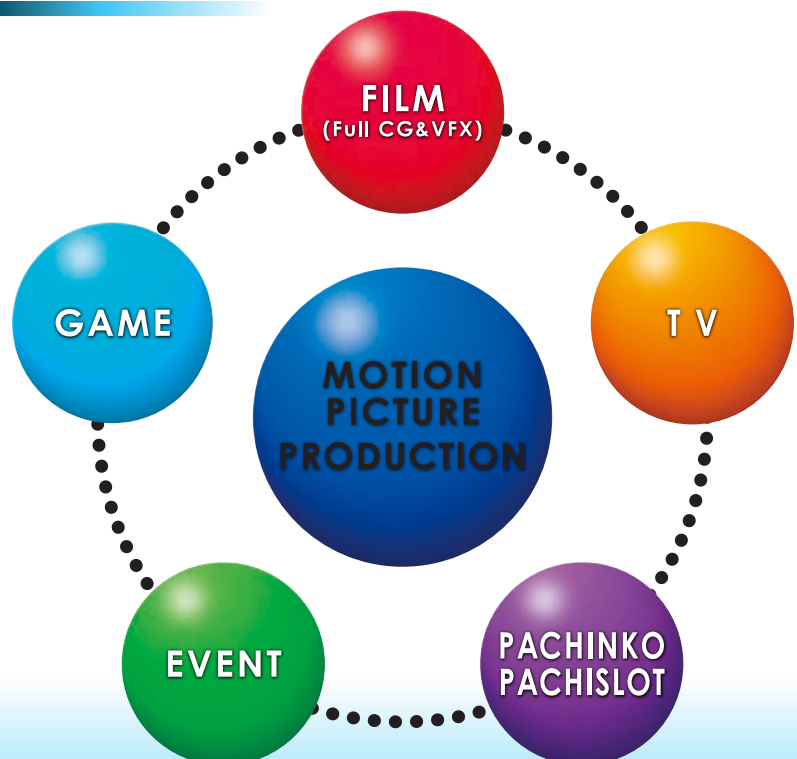 FILM
(Full CG&VFX)
GAME
T V
MOTION
PICTURE
PRODUCTION
EVENT
PACHINKO
PACHISLOT